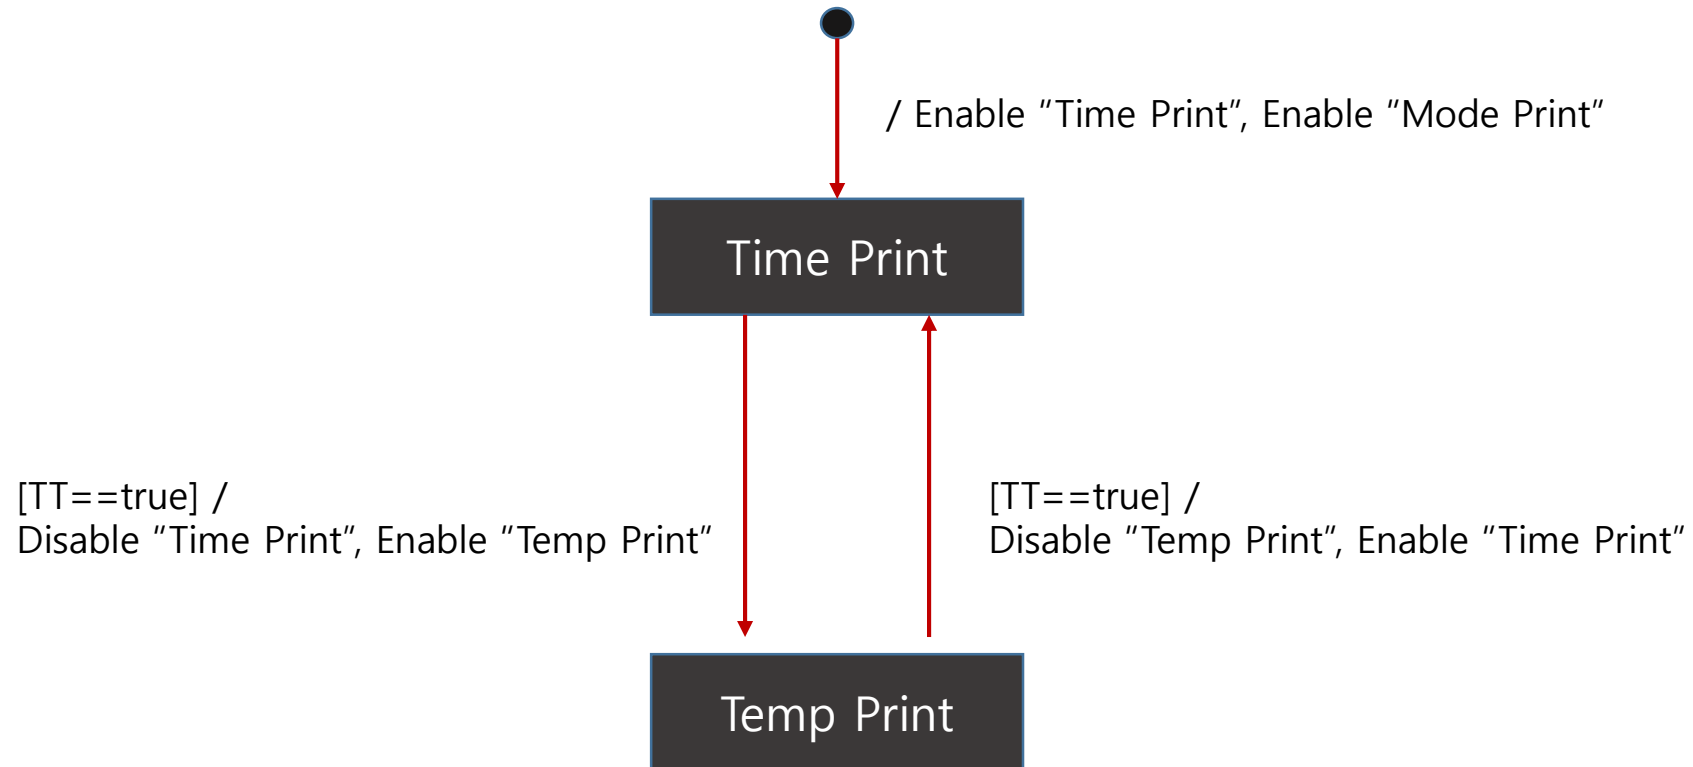 / Enable “Time Print”, Enable “Mode Print”
Time Print
[TT==true] /
Disable “Time Print”, Enable “Temp Print”
[TT==true] /
Disable “Temp Print”, Enable “Time Print”
Temp Print